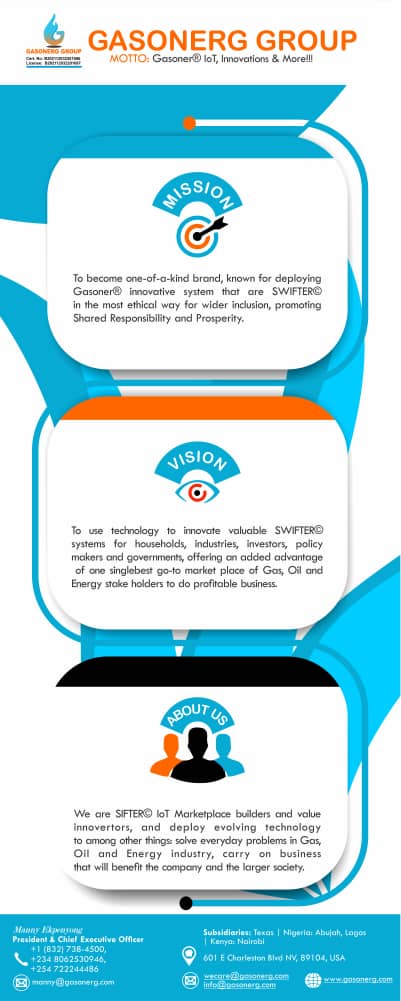 GASONERG GROUP
GASONERG GROUP
MOTTO: Gasoner® IoT, Innovations & More!!!
MISSION
To become one-of-a-kind brand, known for deploying
Gasoner® innovative system that are SWIFTER©
in the most ethical way for wider inclusion, promoting
Shared Responsibility and Prosperity.
VISION
To use technology to innovate valuable SWIFTER©
systems for households, industries, investors, policy
makers and governments, offering an added advantage
of one singlebest go-to market place of Gas, Oil and
Energy stake holders to do profitable business.
ABOUT US
We are SIFTER© IoT Marketplace builders and value
innovertors, and deploy evolving technology
to among other things: solve everyday problems in Gas,
Oil and Energy industry, carry on business
that will benefit the company and the larger society.
Manny Ekpenyong
President & Chief Executive Officer
+1 (832) 738-4500,
+234 8062530946,
+254 722244486
manny@gasonerg.com
Subsidiaries: Texas | Nigeria: Abujah, Lagos
| Kenya: Nairobi
601 E Charleston Blvd NV, 89104, USA
wecare@gasonerg.com
info@gasonerg.com
www.gasonerg.com